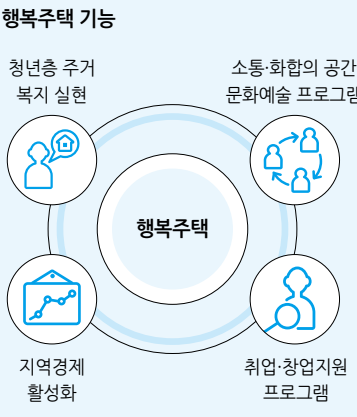 행복주택 기능
청년층 주거
복지 실현
소통·화합의 공간
문화예술 프로그램
행복주택
지역경제
활성화
취업·창업지원
프로그램